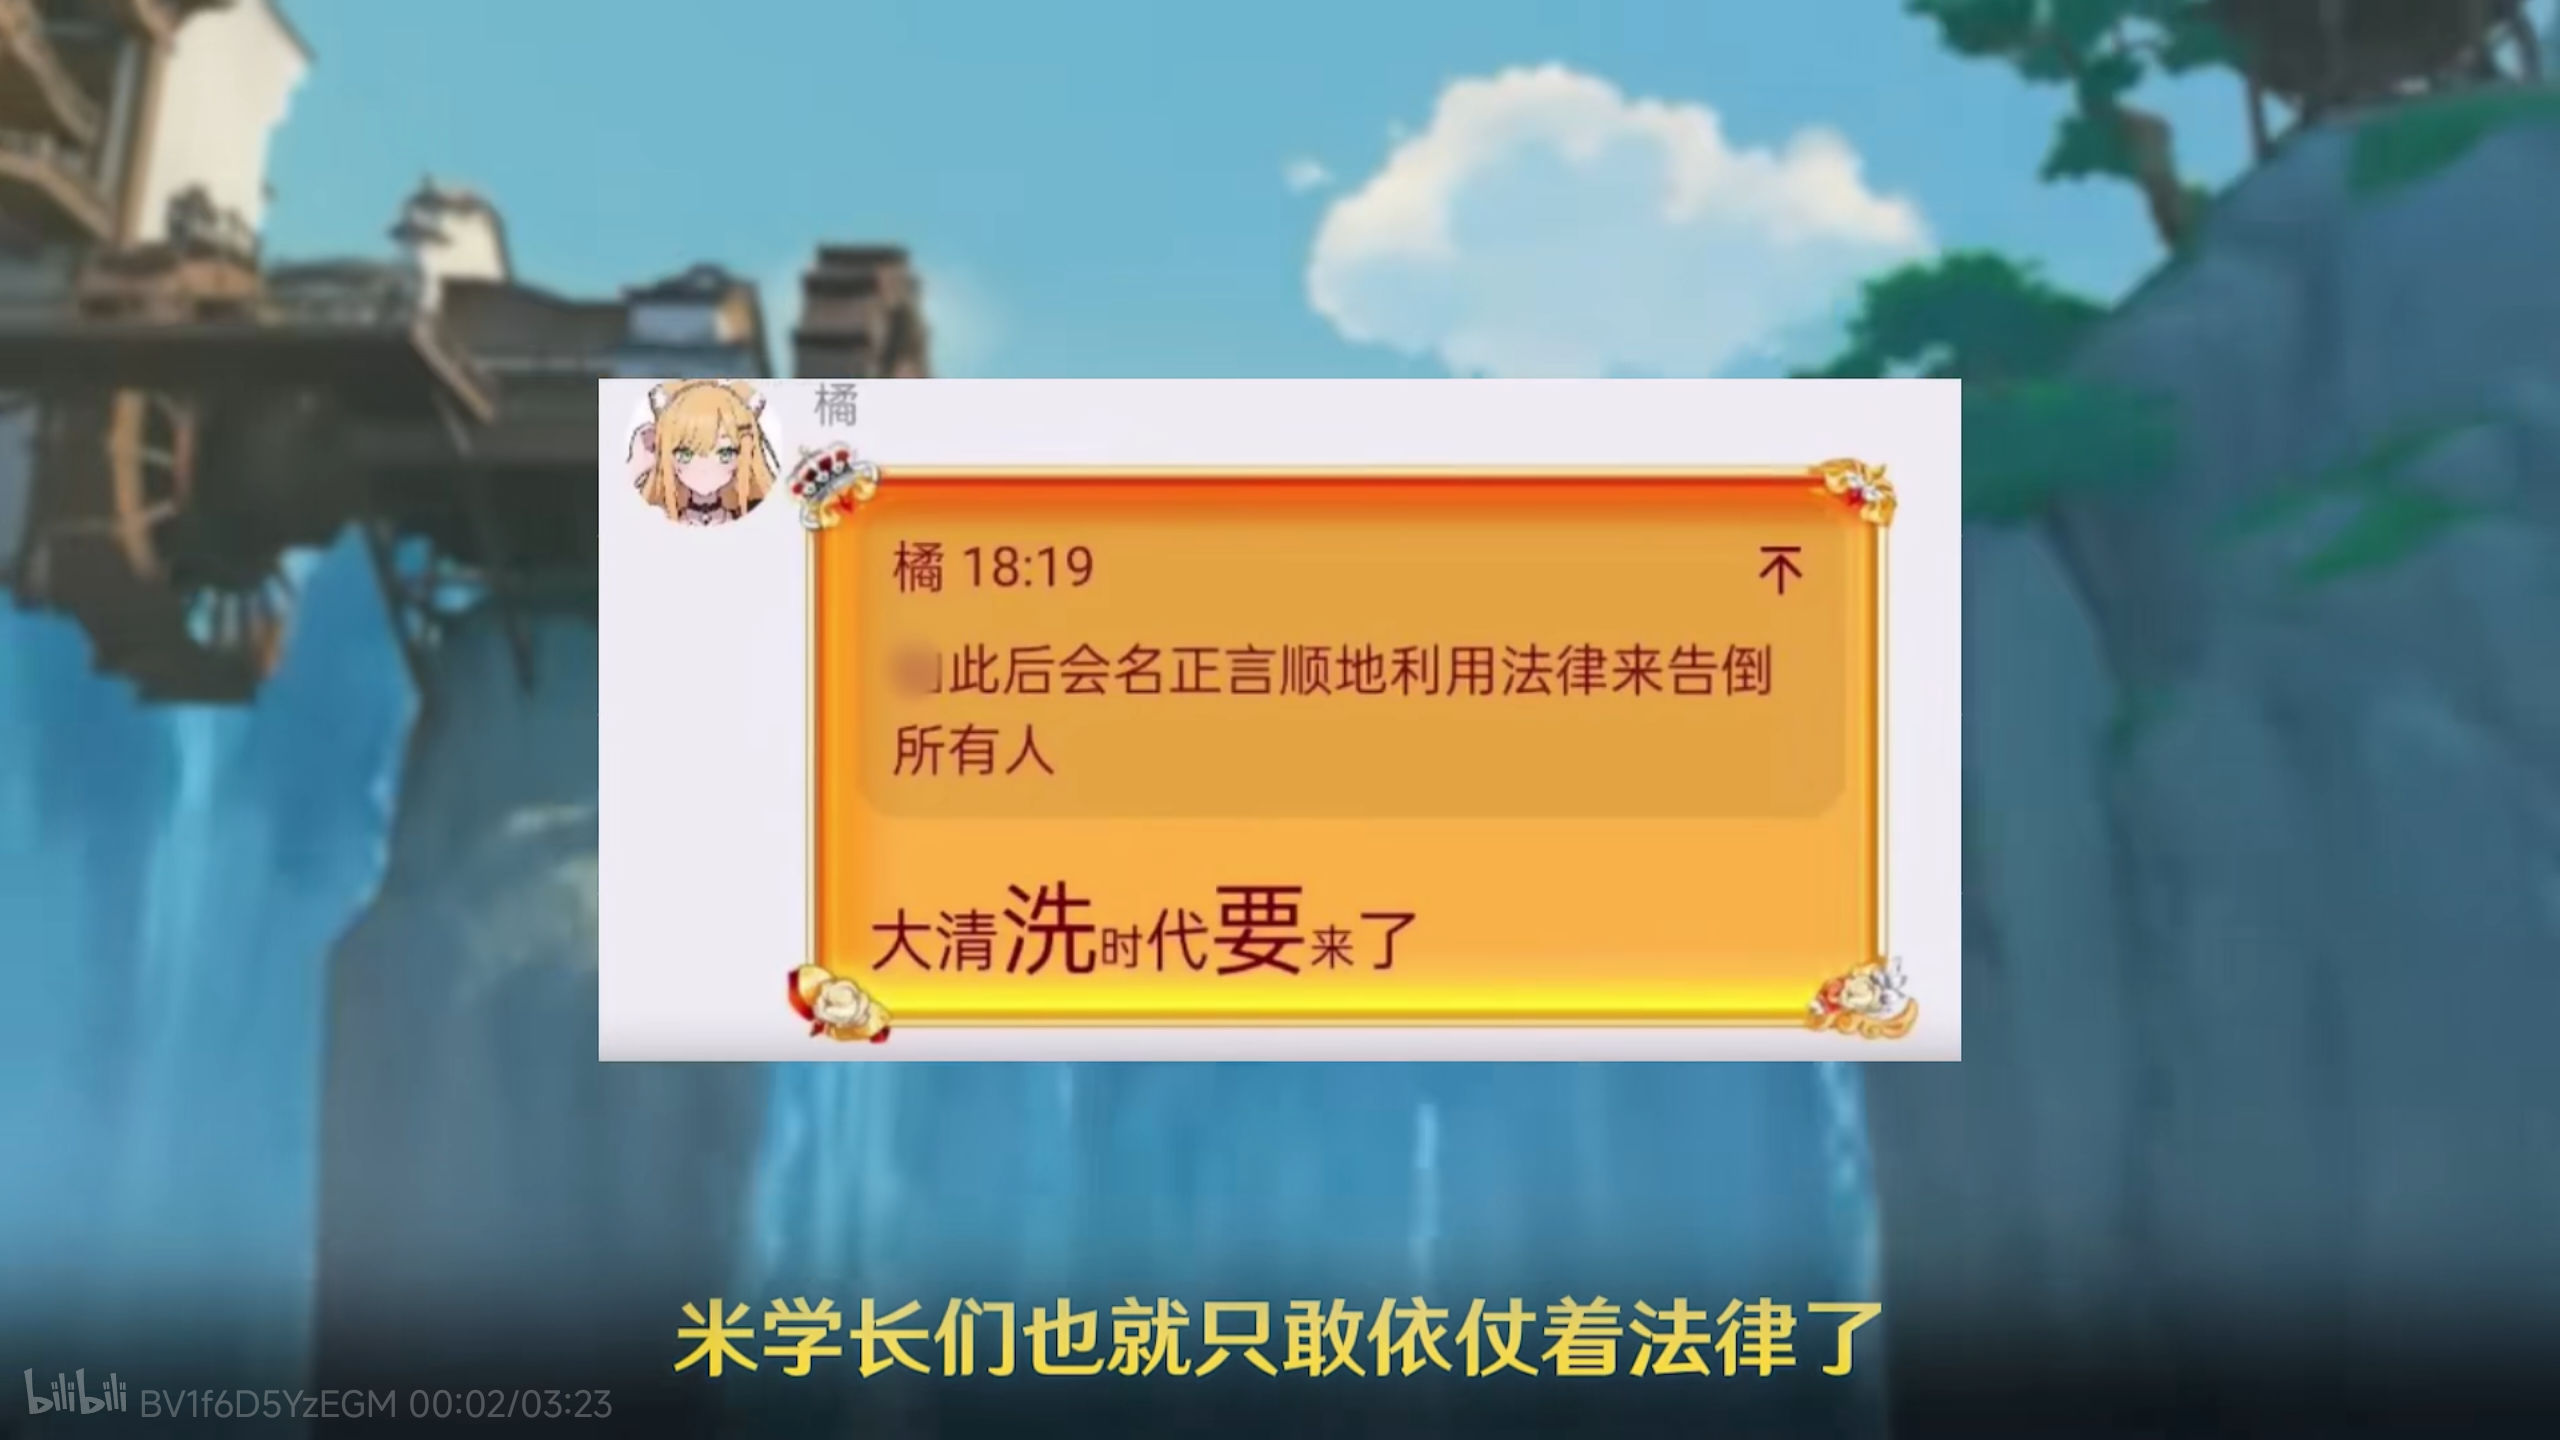 橘
橘 18:19
此后会名正言顺地利用法律来告倒
所有人
大清洗时代要来了
米学长们也就只敢依仗着法律了
bilibili BV1f6D5YzEGM 00:02/03:23